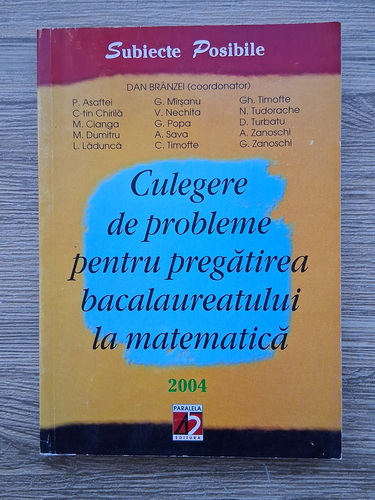 Subiecte Posibile
DAN BRÂNZEI (coordonator)
P. Asaftei G. Mîrşanu Gh. Timofte
C-tin Chirilă V. Nechita N. Tudorache
M. Cianga G. Popa D. Turbatu
M. Dumitru A. Sava A. Zanoschi
L. Lăduncă C. Timofte G. Zanoschi
Culegere
de probleme
pentru pregătirea
bacalaureatului
la matematică
2004
PARALELA
45
EDITURA